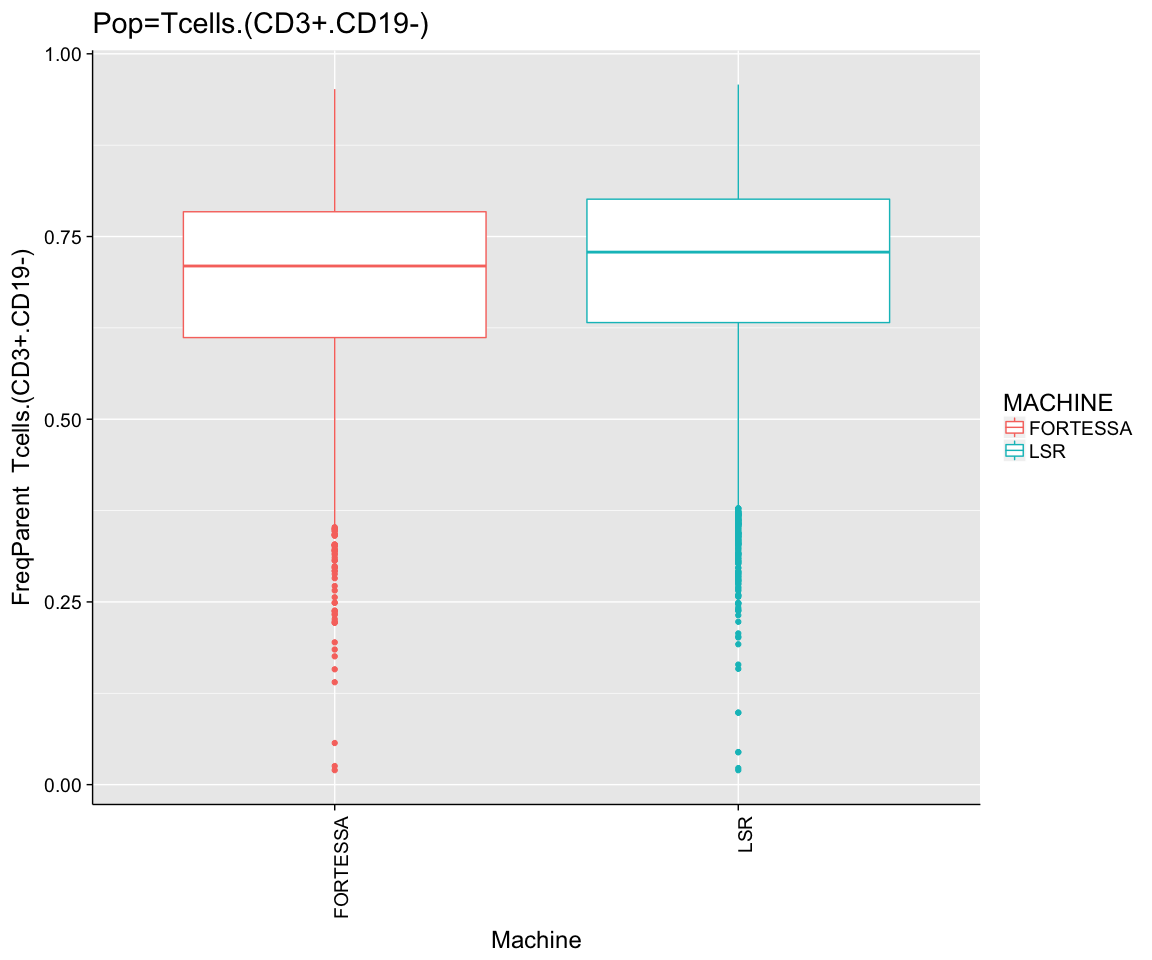 Pop=Tcells.(CD3+.CD19-)
FreqParent Tcells.(CD3+.CD19-)
1.00
0.75
0.50
0.25
0.00
FORTESSA
LSR
Machine
MACHINE
FORTESSA
LSR